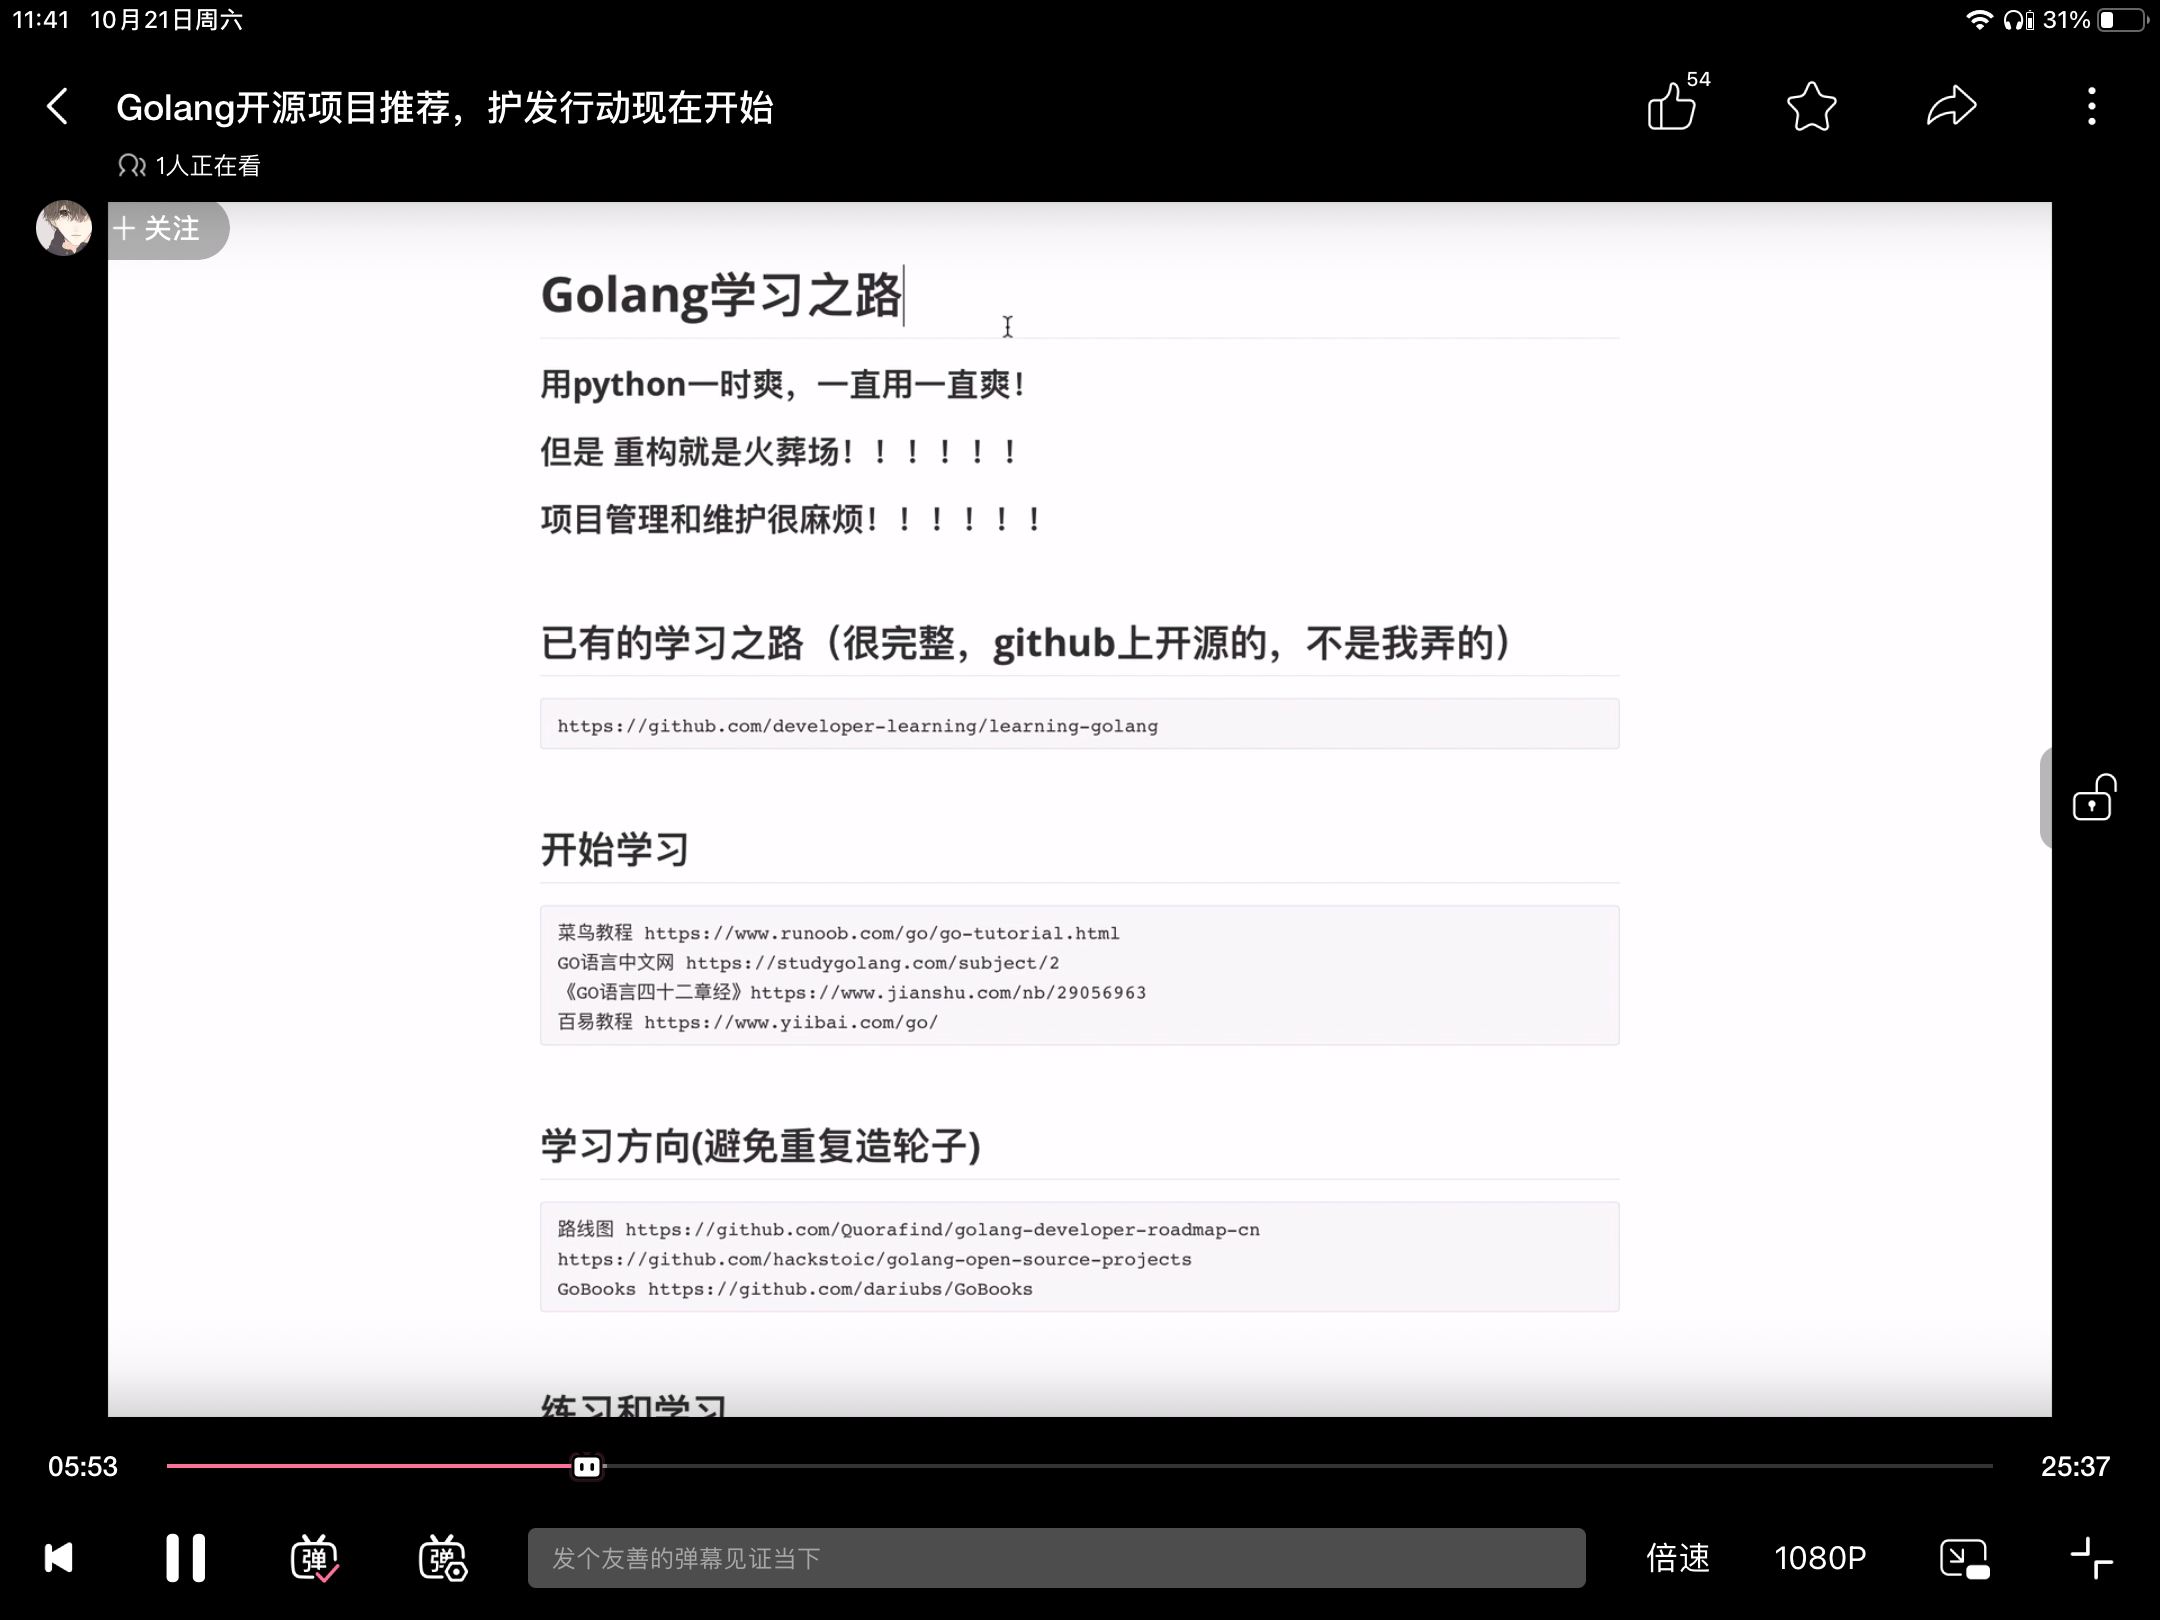 11:41 10月21日周六
31%
Golang开源项目推荐，护发行动现在开始
54
1人正在看
关注
Golang学习之路
用python一时爽，一直用一直爽！
但是 重构就是火葬场！！！！！！
项目管理和维护很麻烦！！！！！！
已有的学习之路（很完整，github上开源的，不是我弄的）
https://github.com/developer-learning/learning-golang
开始学习
菜鸟教程 https://www.runoob.com/go/go-tutorial.html
GO语言中文网 https://studygolang.com/subject/2
《GO语言四十二章经》https://www.jianshu.com/nb/29056963
百易教程 https://www.yiibai.com/go/
学习方向(避免重复造轮子)
路线图 https://github.com/Quorafind/golang-developer-roadmap-cn
https://github.com/hackstoic/golang-open-source-projects
GoBooks https://github.com/dariubs/GoBooks
练习和学习
05:53
25:37
弹
弹
发个友善的弹幕见证当下
倍速
1080P